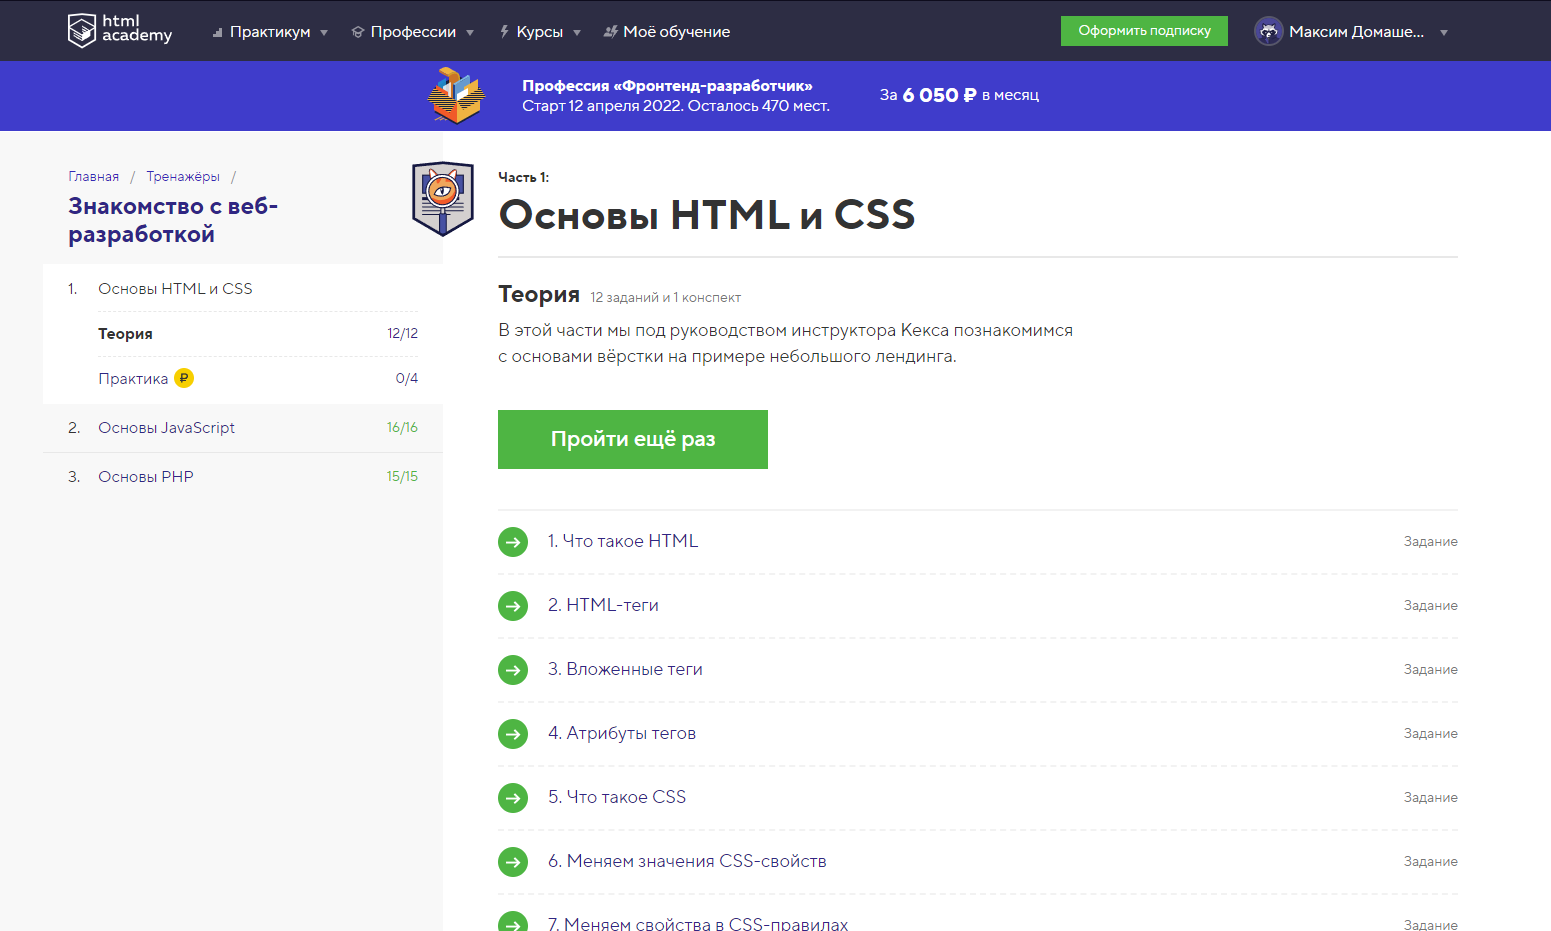 html
academy
Практикум
Профессии
Курсы
Моё обучение
Оформить подписку
Максим Домаше...
Профессия «Фронтенд-разработчик»
Старт 12 апреля 2022. Осталось 470 мест.
За 6 050 ₽ в месяц
Главная / Тренажёры /
Знакомство с веб-
разработкой
1. Основы HTML и CSS
Теория 12/12
Практика ₽ 0/4
2. Основы JavaScript 16/16
3. Основы PHP 15/15
Часть 1:
Основы HTML и CSS
Теория 12 заданий и 1 конспект
В этой части мы под руководством инструктора Кекса познакомимся
с основами вёрстки на примере небольшого лендинга.
Пройти ещё раз
1. Что такое HTML Задание
2. HTML-теги Задание
3. Вложенные теги Задание
4. Атрибуты тегов Задание
5. Что такое CSS Задание
6. Меняем значения CSS-свойств Задание
7. Меняем свойства в CSS-правилах Задание